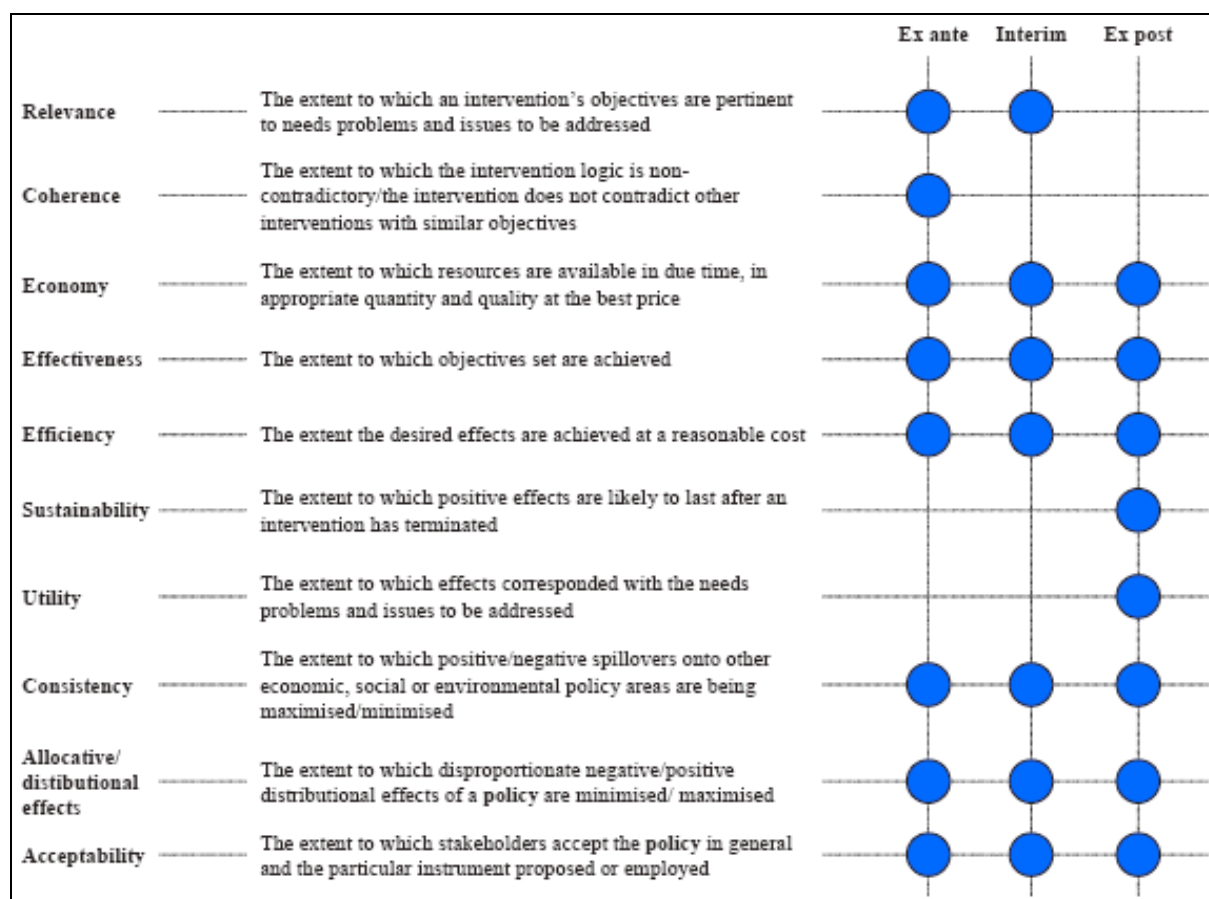 Ex ante Interim Ex post
Relevance
The extent to which an intervention's objectives are pertinent
to needs problems and issues to be addressed
Coherence
The extent to which the intervention logic is non-
contradictory/the intervention does not contradict other
interventions with similar objectives
Economy
The extent to which resources are available in due time, in
appropriate quantity and quality at the best price
Effectiveness
The extent to which objectives set are achieved
Efficiency
The extent the desired effects are achieved at a reasonable cost
Sustainability
The extent to which positive effects are likely to last after an
intervention has terminated
Utility
The extent to which effects corresponded with the needs
problems and issues to be addressed
Consistency
The extent to which positive/negative spillovers onto other
economic, social or environmental policy areas are being
maximised/minimised
Allocative/
distibutional
effects
The extent to which disproportionate negative/positive
distributional effects of a policy are minimised/ maximised
Acceptability
The extent to which stakeholders accept the policy in general
and the particular instrument proposed or employed